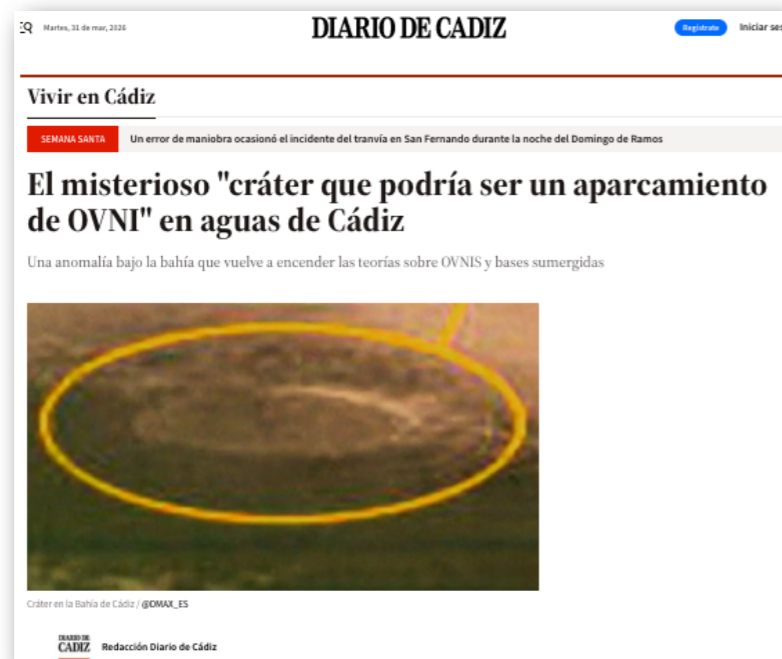 Martes, 31 de mar, 2026
DIARIO DE CADIZ
Regístrate
Iniciar ses
Vivir en Cádiz
SEMANA SANTA
Un error de maniobra ocasionó el incidente del tranvía en San Fernando durante la noche del Domingo de Ramos
El misterioso "cráter que podría ser un aparcamiento
de OVNI" en aguas de Cádiz
Una anomalía bajo la bahía que vuelve a encender las teorías sobre OVNIS y bases sumergidas
Cráter en la Bahía de Cádiz / @DMAX_ES
DIARIO DE
CADIZ
Redacción Diario de Cádiz